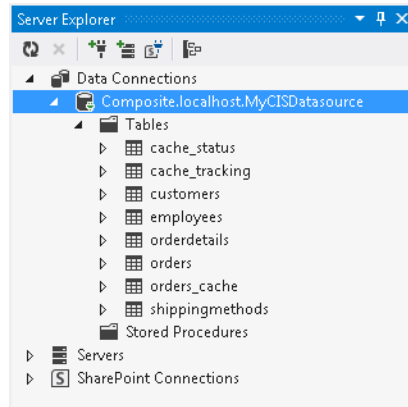 Server Explorer
Data Connections
Composite.localhost.MyCISDatasource
Tables
cache_status
cache_tracking
customers
employees
orderdetails
orders
orders_cache
shippingmethods
Stored Procedures
Servers
SharePoint Connections